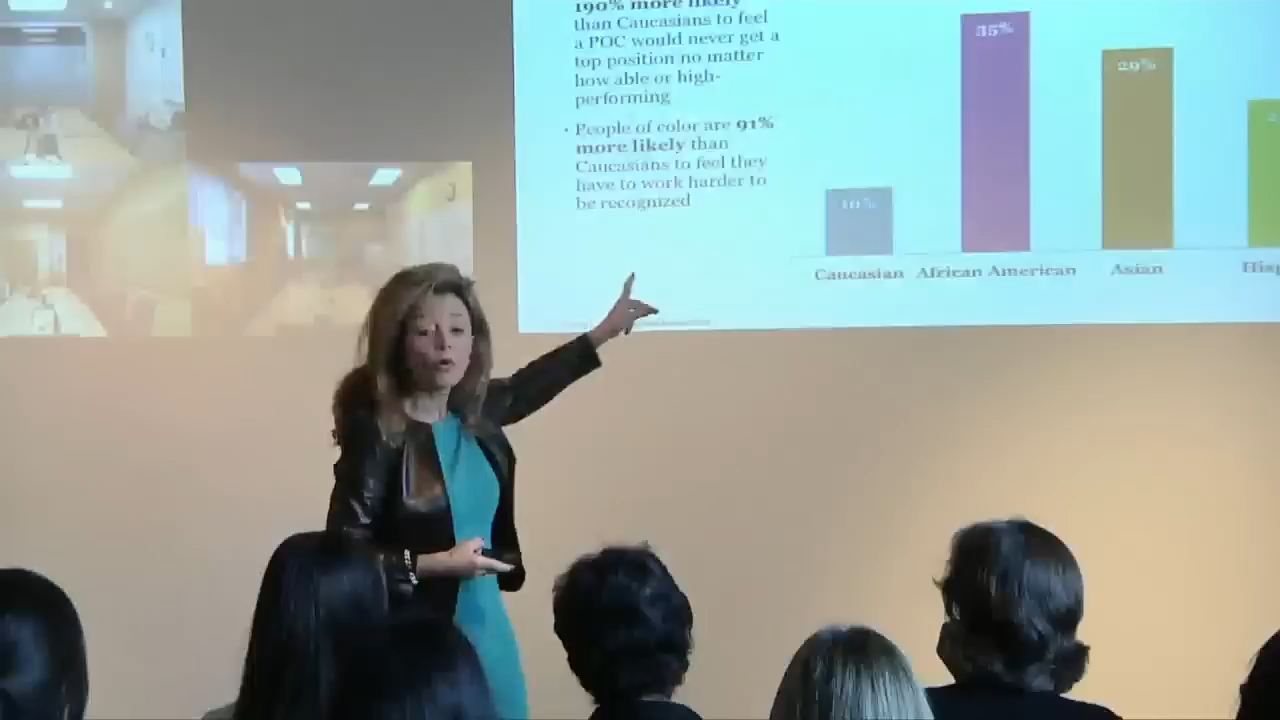 190% more likely
than Caucasians to feel
a POC would never get a
top position no matter
how able or high-
performing
• People of color are 91%
more likely than
Caucasians to feel they
have to work harder to
be recognized
35%
29%
10%
Caucasian African American Asian Hisp